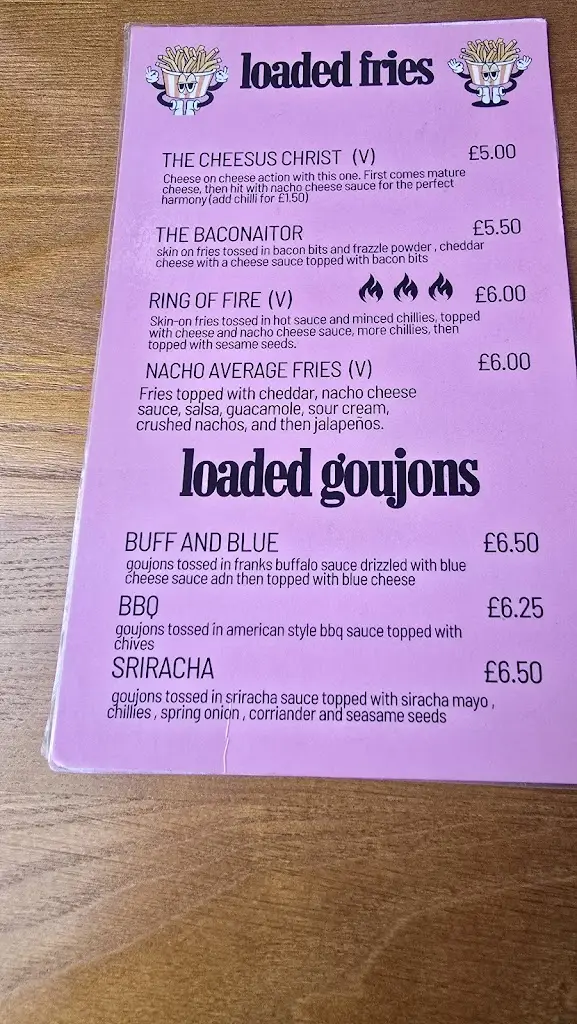 loaded fries
THE CHEESUS CHRIST (V) £5.00
Cheese on cheese action with this one. First comes mature
cheese, then hit with nacho cheese sauce for the perfect
harmony (add chilli for £1.50)
THE BACONAITOR £5.50
skin on fries tossed in bacon bits and frazzle powder , cheddar
cheese with a cheese sauce topped with bacon bits
RING OF FIRE (V) £6.00
Skin-on fries tossed in hot sauce and minced chillies, topped
with cheese and nacho cheese sauce, more chillies, then
topped with sesame seeds.
NACHO AVERAGE FRIES (V) £6.00
Fries topped with cheddar, nacho cheese
sauce, salsa, guacamole, sour cream,
crushed nachos, and then jalapeños.
loaded goujons
BUFF AND BLUE £6.50
goujons tossed in franks buffalo sauce drizzled with blue
cheese sauce adn then topped with blue cheese
BBQ £6.25
goujons tossed in american style bbq sauce topped with
chives
SRIRACHA £6.50
goujons tossed in sriracha sauce topped with siracha mayo ,
chillies , spring onion , corriander and seasame seeds